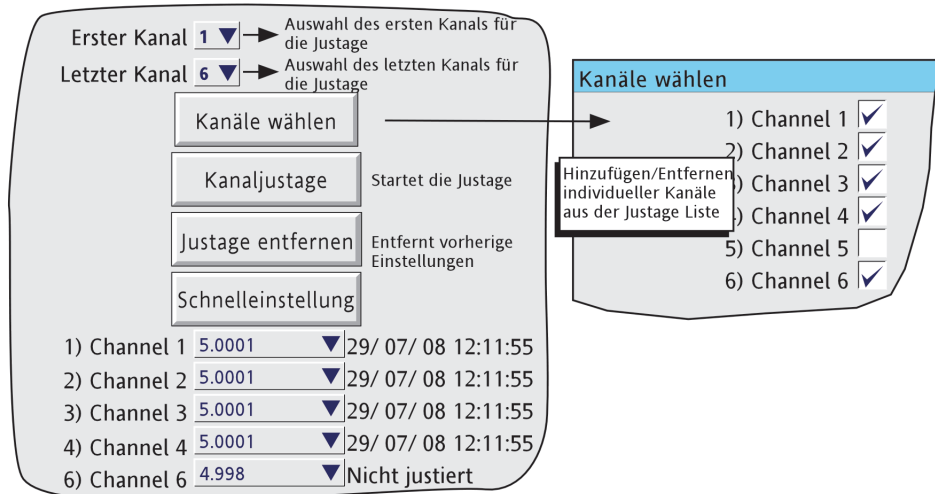 Erster Kanal 1 Auswahl des ersten Kanals für
die Justage
Letzter Kanal 6 Auswahl des letzten Kanals für
die Justage
Kanäle wählen
Kanaljustage Startet die Justage
Justage entfernen Entfernt vorherige
Einstellungen
Schnelleinstellung
1) Channel 1 5.0001 29/ 07/ 08 12:11:55
2) Channel 2 5.0001 29/ 07/ 08 12:11:55
3) Channel 3 5.0001 29/ 07/ 08 12:11:55
4) Channel 4 5.0001 29/ 07/ 08 12:11:55
6) Channel 6 4.998 Nicht justiert
Kanäle wählen
1) Channel 1
2) Channel 2
) Channel 3
) Channel 4
5) Channel 5
6) Channel 6
Hinzufügen/Entfernen
individueller Kanäle
aus der Justage Liste